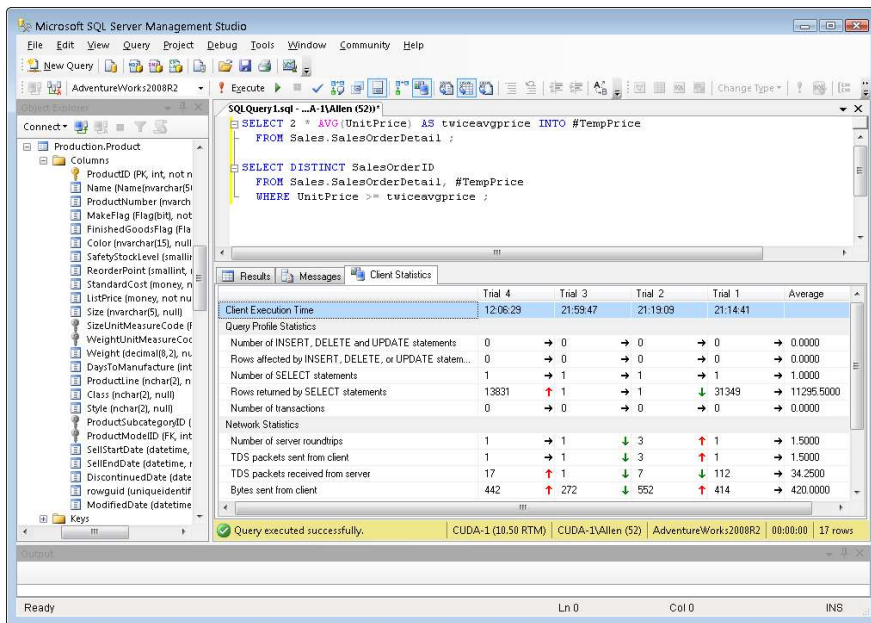 Microsoft SQL Server Management Studio
File Edit View Query Project Debug Tools Window Community Help
New Query
AdventureWorks2008R2 Execute Change Type
Object Explorer
Connect
Production.Product
Columns
ProductID (PK, int, not n
Name (Name(nvarchar(5
ProductNumber (nvarch
MakeFlag (Flag(bit), not
FinishedGoodsFlag (Fla
Color (nvarchar(15), null
SafetyStockLevel (smallin
ReorderPoint (smallint,
StandardCost (money, n
ListPrice (money, not nu
Size (nvarchar(5), null)
SizeUnitMeasureCode (F
WeightUnitMeasureCoc
Weight (decimal(8,2), nu
DaysToManufacture (int
ProductLine (nchar(2), n
Class (nchar(2), null)
Style (nchar(2), null)
ProductSubcategoryID (
ProductModelID (FK, int
SellStartDate (datetime,
SellEndDate (datetime, r
DiscontinuedDate (date
rowguid (uniqueidentif
ModifiedDate (datetime
Keys
SQLQuery1.sql - ...A-1\Allen (52))*
SELECT 2 * AVG(UnitPrice) AS twiceavgprice INTO #TempPrice
FROM Sales.SalesOrderDetail ;
SELECT DISTINCT SalesOrderID
FROM Sales.SalesOrderDetail, #TempPrice
WHERE UnitPrice >= twiceavgprice ;
Results Messages Client Statistics
Trial 4 Trial 3 Trial 2 Trial 1 Average
Client Execution Time 12:06:29 21:59:47 21:19:09 21:14:41
Query Profile Statistics
Number of INSERT, DELETE and UPDATE statements 0 → 0 → 0 → 0 → 0.0000
Rows affected by INSERT, DELETE, or UPDATE statem... 0 → 0 → 0 → 0 → 0.0000
Number of SELECT statements 1 → 1 → 1 → 1 → 1.0000
Rows returned by SELECT statements 13831 ↑ 1 → 1 ↓ 31349 → 11295.5000
Number of transactions 0 → 0 → 0 → 0 → 0.0000
Network Statistics
Number of server roundtrips 1 → 1 ↓ 3 ↑ 1 → 1.5000
TDS packets sent from client 1 → 1 ↓ 3 ↑ 1 → 1.5000
TDS packets received from server 17 ↑ 1 ↓ 7 ↓ 112 → 34.2500
Bytes sent from client 442 ↑ 272 ↓ 552 ↑ 414 → 420.0000
Query executed successfully. CUDA-1 (10.50 RTM) CUDA-1\Allen (52) AdventureWorks2008R2 00:00:00 17 rows
Output
Ready Ln 0 Col 0 INS